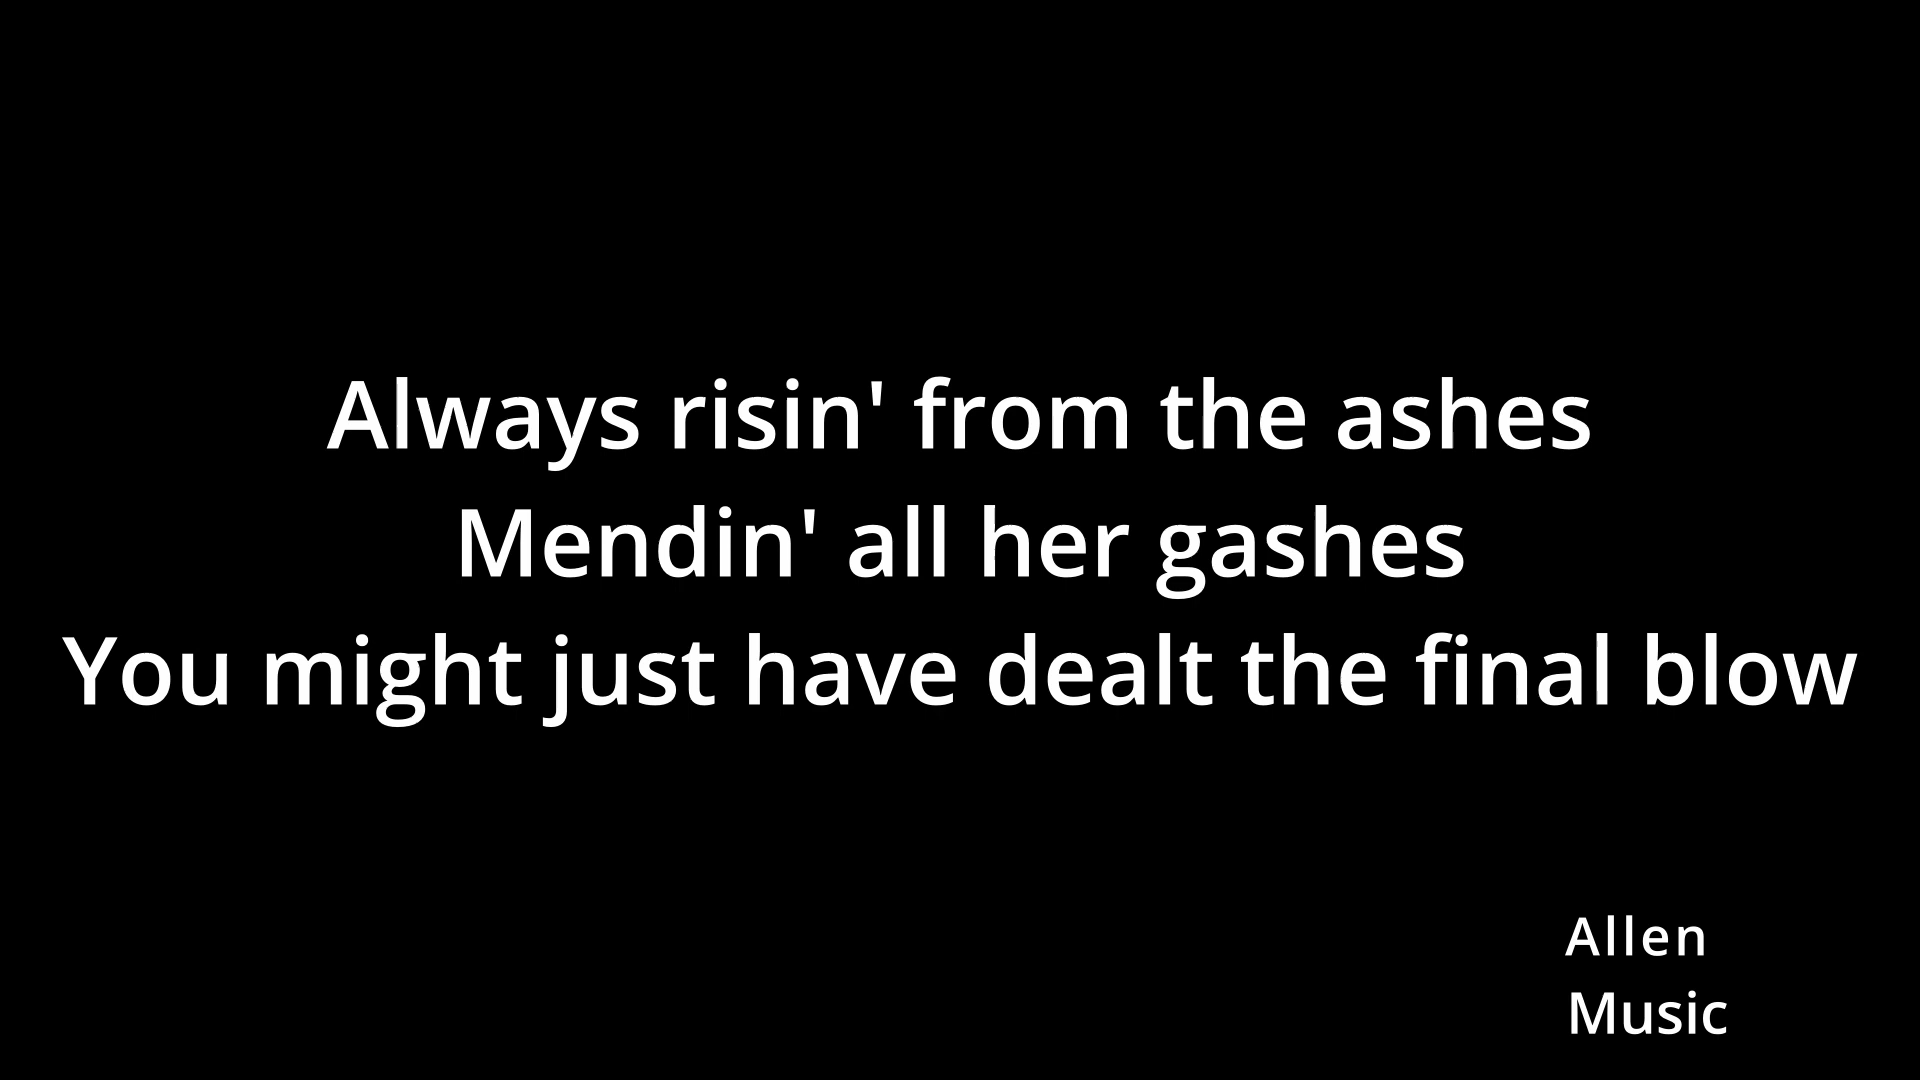 Always risin' from the ashes
Mendin' all her gashes
You might just have dealt the final blow
Allen
Music